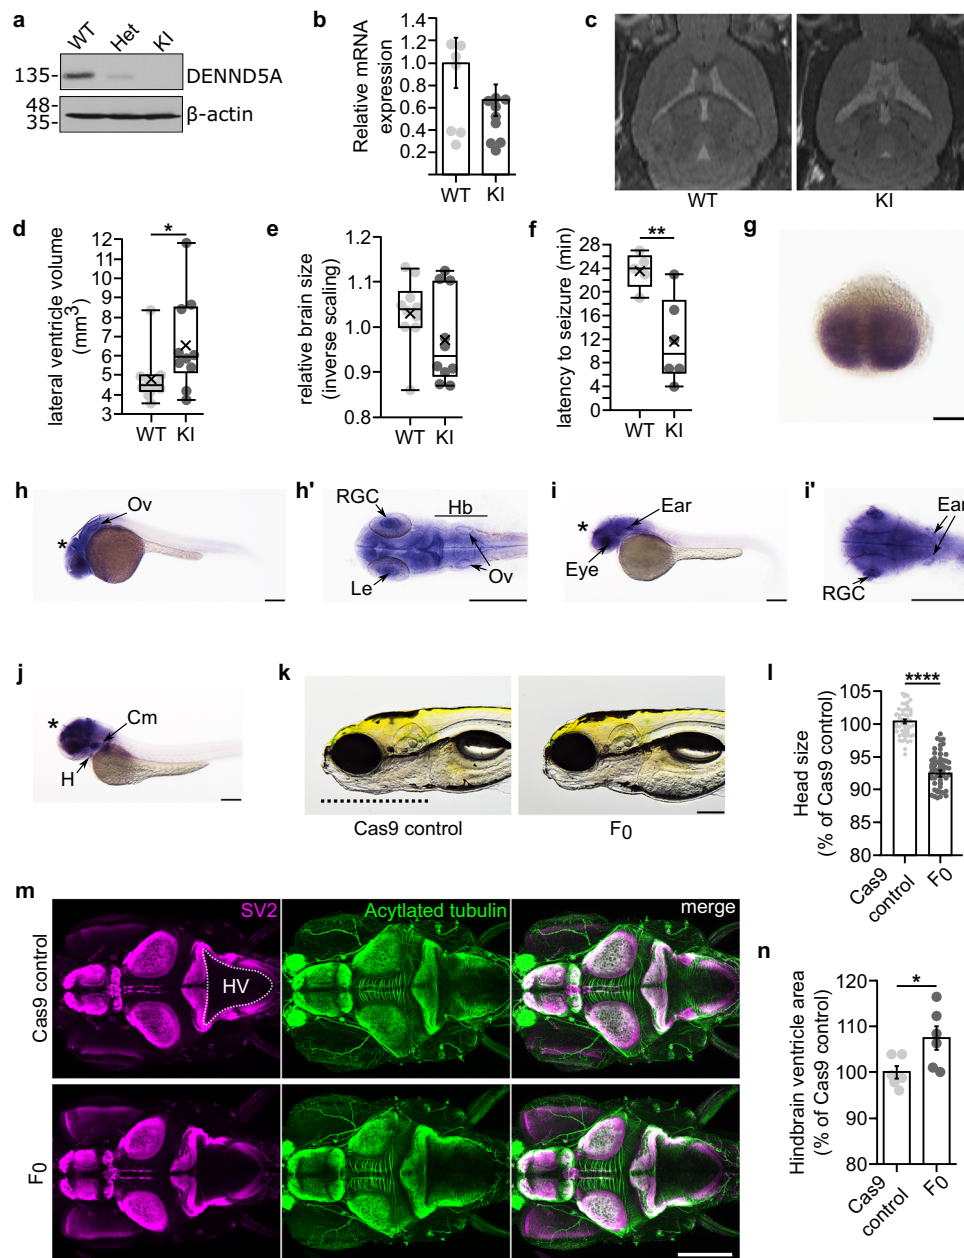 a
WT
Het
KI
135-
DENND5A
48-
35-
β-actin
b
Relative mRNA
expression
1.4
1.2
1.0
0.8
0.6
0.4
0.2
WT
KI
c
WT
KI
d
*
lateral ventricle volume
(mm³)
12
11
10
9
8
7
6
5
4
3
WT
KI
e
relative brain size
(inverse scaling)
1.2
1.1
1.0
0.9
0.8
WT
KI
f
**
latency to seizure (min)
28
24
20
16
12
8
4
0
WT
KI
g
h
Ov
*
h'
RGC
Hb
Le
Ov
i
Ear
*
Eye
i'
Ear
RGC
j
*
Cm
H
k
Cas9 control
F0
l
****
Head size
(% of Cas9 control)
105
100
95
90
85
80
Cas9
control
F0
m
SV2
Acytlated tubulin
merge
Cas9 control
HV
F0
n
*
Hindbrain ventricle area
(% of Cas9 control)
120
110
100
90
80
Cas9
control
F0